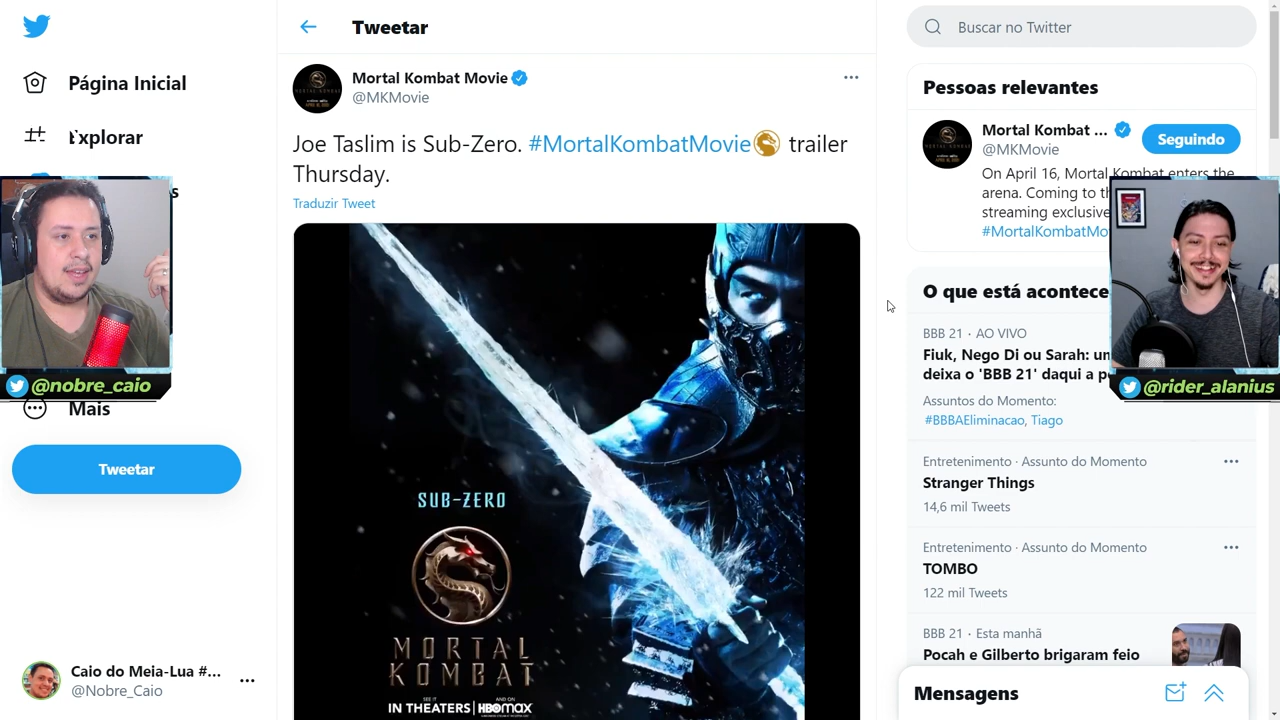 Tweetar
Buscar no Twitter
Página Inicial
Explorar
s
@nobre_caio
Mais
Tweetar
Caio do Meia-Lua #...
@Nobre_Caio
Mortal Kombat Movie
@MKMovie
Joe Taslim is Sub-Zero. #MortalKombatMovie trailer
Thursday.
Traduzir Tweet
SUB-ZERO
MORTAL
KOMBAT
SEE IT
IN THEATERS
AND ON
HBOMAX
Pessoas relevantes
Mortal Kombat ...
@MKMovie
Seguindo
On April 16, Mortal Kombat enters the
arena. Coming to th
streaming exclusive
#MortalKombatMo
@rider_alanius
O que está acontece
BBB 21 · AO VIVO
Fiuk, Nego Di ou Sarah: um
deixa o 'BBB 21' daqui a p
Assuntos do Momento:
#BBBAEliminacao, Tiago
Entretenimento · Assunto do Momento
Stranger Things
14,6 mil Tweets
Entretenimento · Assunto do Momento
TOMBO
122 mil Tweets
BBB 21 · Esta manhã
Pocah e Gilberto brigaram feio
Mensagens